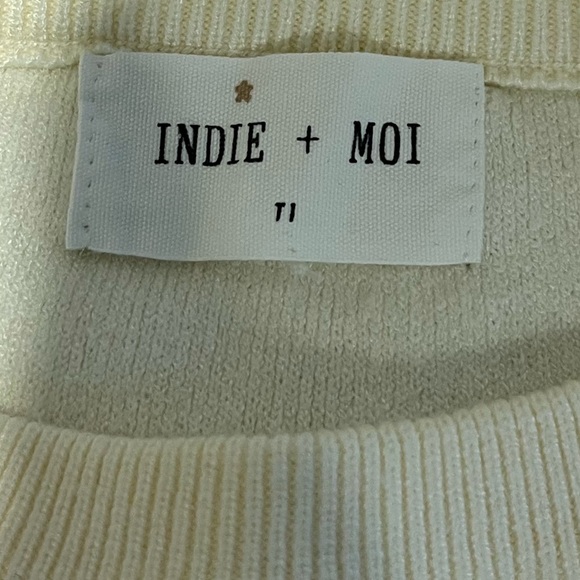 INDIE + MOI
T1